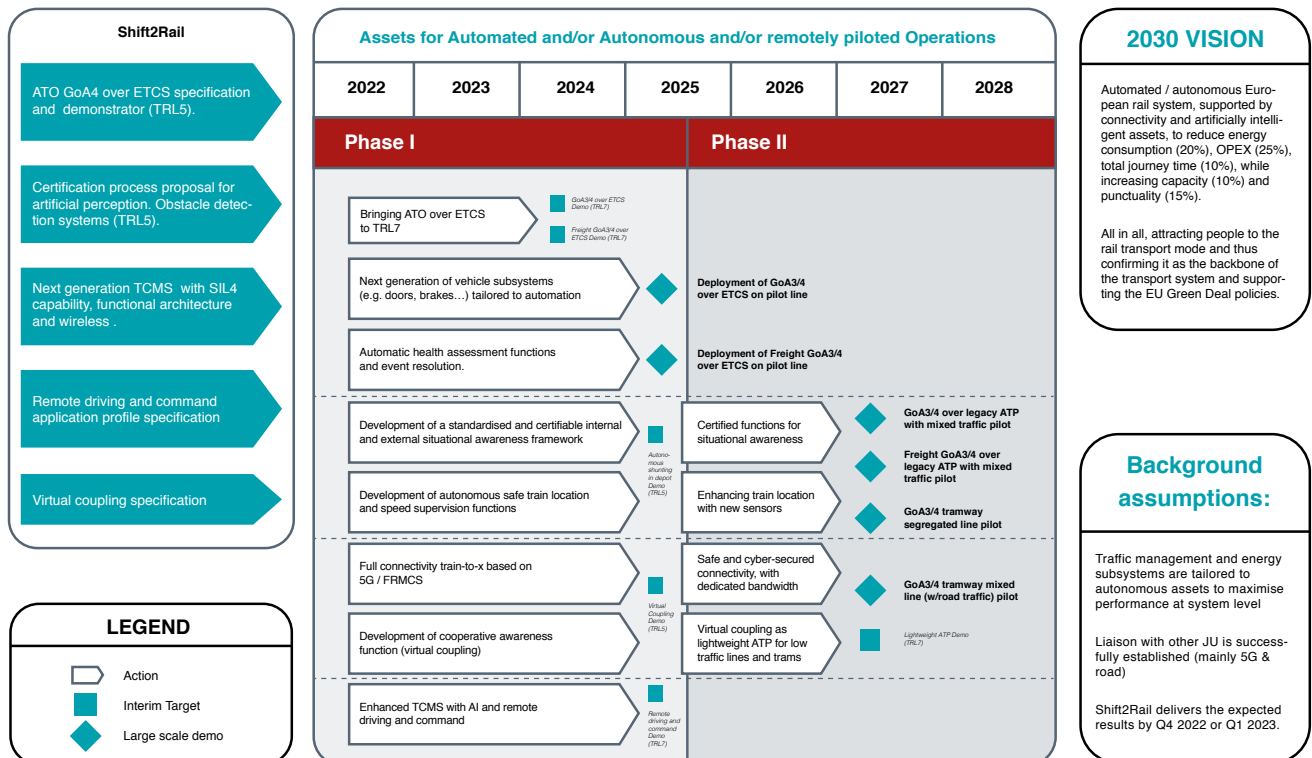 Shift2Rail
ATO GoA4 over ETCS specification
and demonstrator (TRL5).
Certification process proposal for
artificial perception. Obstacle detec-
tion systems (TRL5).
Next generation TCMS with SIL4
capability, functional architecture
and wireless .
Remote driving and command
application profile specification
Virtual coupling specification
LEGEND
Action
Interim Target
Large scale demo
Assets for Automated and/or Autonomous and/or remotely piloted Operations
2022 2023 2024 2025 2026 2027 2028
Phase I Phase II
Bringing ATO over ETCS
to TRL7
GoA3/4 over ETCS
Demo (TRL7)
Freight GoA3/4 over
ETCS Demo (TRL7)
Next generation of vehicle subsystems
(e.g. doors, brakes…) tailored to automation
Deployment of GoA3/4
over ETCS on pilot line
Automatic health assessment functions
and event resolution.
Deployment of Freight GoA3/4
over ETCS on pilot line
Development of a standardised and certifiable internal
and external situational awareness framework
Autono-
mous
shunting
in depot
Demo
(TRL5)
Certified functions for
situational awareness
GoA3/4 over legacy ATP
with mixed traffic pilot
Freight GoA3/4 over
legacy ATP with mixed
traffic pilot
Development of autonomous safe train location
and speed supervision functions
Enhancing train location
with new sensors
GoA3/4 tramway
segregated line pilot
Full connectivity train-to-x based on
5G / FRMCS
Virtual
Coupling
Demo
(TRL5)
Safe and cyber-secured
connectivity, with
dedicated bandwidth
GoA3/4 tramway mixed
line (w/road traffic) pilot
Development of cooperative awareness
function (virtual coupling)
Virtual coupling as
lightweight ATP for low
traffic lines and trams
Lightweight ATP Demo
(TRL7)
Enhanced TCMS with AI and remote
driving and command
Remote
driving and
command
Demo
(TRL7)
2030 VISION
Automated / autonomous Euro-
pean rail system, supported by
connectivity and artificially intelli-
gent assets, to reduce energy
consumption (20%), OPEX (25%),
total journey time (10%), while
increasing capacity (10%) and
punctuality (15%).
All in all, attracting people to the
rail transport mode and thus
confirming it as the backbone of
the transport system and suppor-
ting the EU Green Deal policies.
Background
assumptions:
Traffic management and energy
subsystems are tailored to
autonomous assets to maximise
performance at system level
Liaison with other JU is success-
fully established (mainly 5G &
road)
Shift2Rail delivers the expected
results by Q4 2022 or Q1 2023.